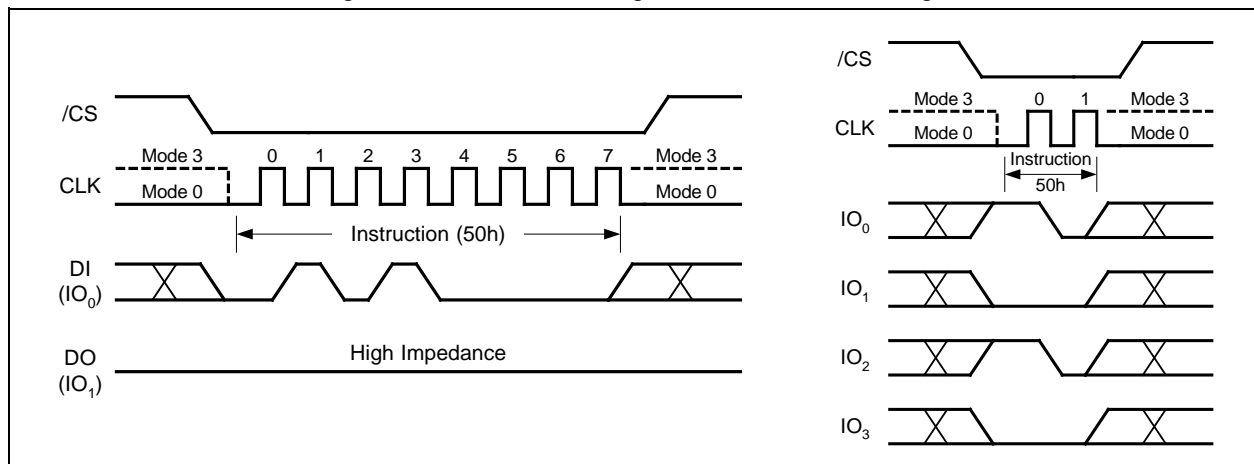 /CS
Mode 3 0 1 2 3 4 5 6 7 Mode 3
CLK
Mode 0 Mode 0
Instruction (50h)
DI
(IO0)
High Impedance
DO
(IO1)
/CS
Mode 3 0 1 Mode 3
CLK
Mode 0 Mode 0
Instruction
50h
IO0
IO1
IO2
IO3